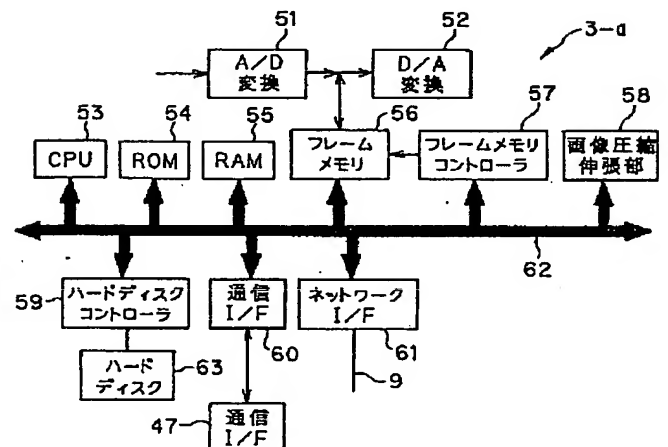 51
52
3-a
A/D
変換
D/A
変換
53
54
55
56
57
58
CPU
ROM
RAM
フレーム
メモリ
フレームメモリ
コントローラ
画像圧縮
伸張部
62
59
ハードディスク
コントローラ
通信
I/F
ネットワーク
I/F
60
61
63
ハード
ディスク
9
47
通信
I/F